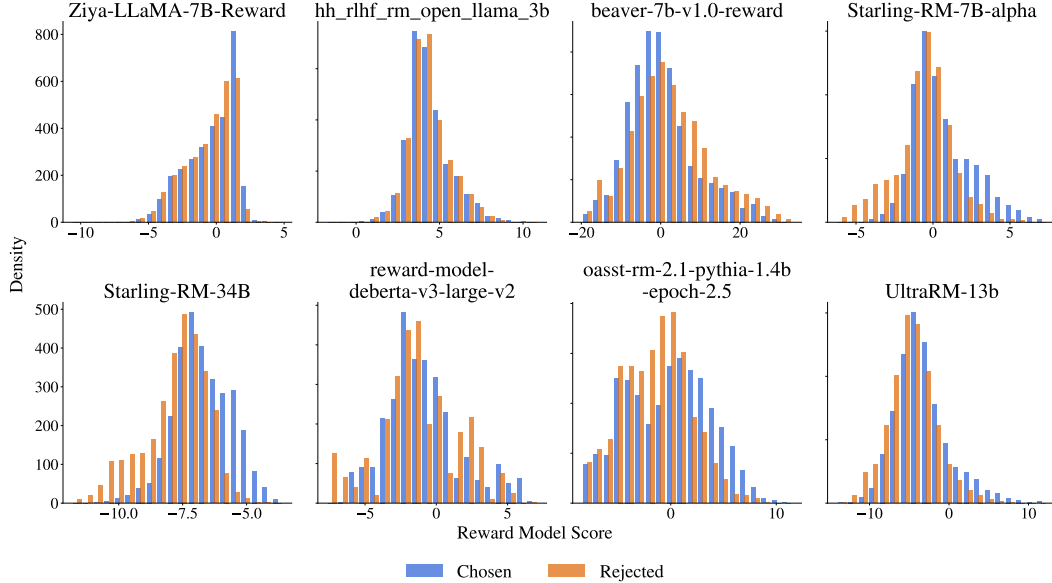 Ziya-LLaMA-7B-Reward
hh_rlhf_rm_open_llama_3b
beaver-7b-v1.0-reward
Starling-RM-7B-alpha
800
600
400
200
0
−10 −5 0 5
0 5 10
−20 0 20
−5 0 5
Density
Starling-RM-34B
reward-model-
deberta-v3-large-v2
oasst-rm-2.1-pythia-1.4b
-epoch-2.5
UltraRM-13b
500
400
300
200
100
0
−10.0 −7.5 −5.0
−5 0 5
0
−10 0 10
Reward Model Score
Chosen Rejected